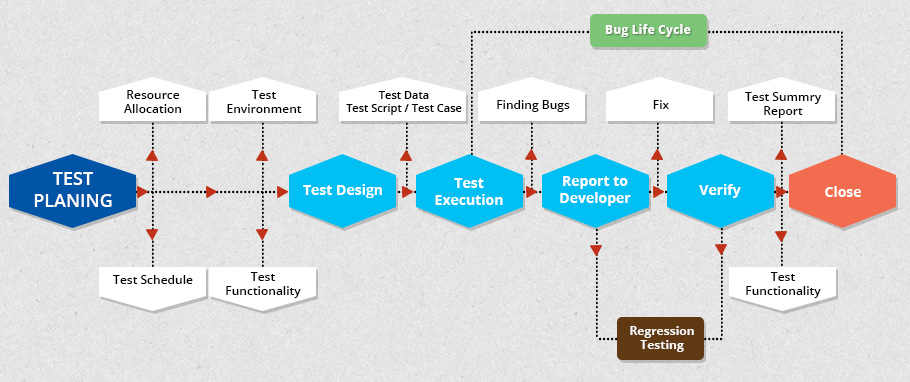 Bug Life Cycle
Resource
Allocation
Test
Environment
Test Data
Test Script / Test Case
Finding Bugs
Fix
Test Summry
Report
TEST
PLANING
Test Design
Test
Execution
Report to
Developer
Verify
Close
Test Schedule
Test
Functionality
Test
Functionality
Regression
Testing